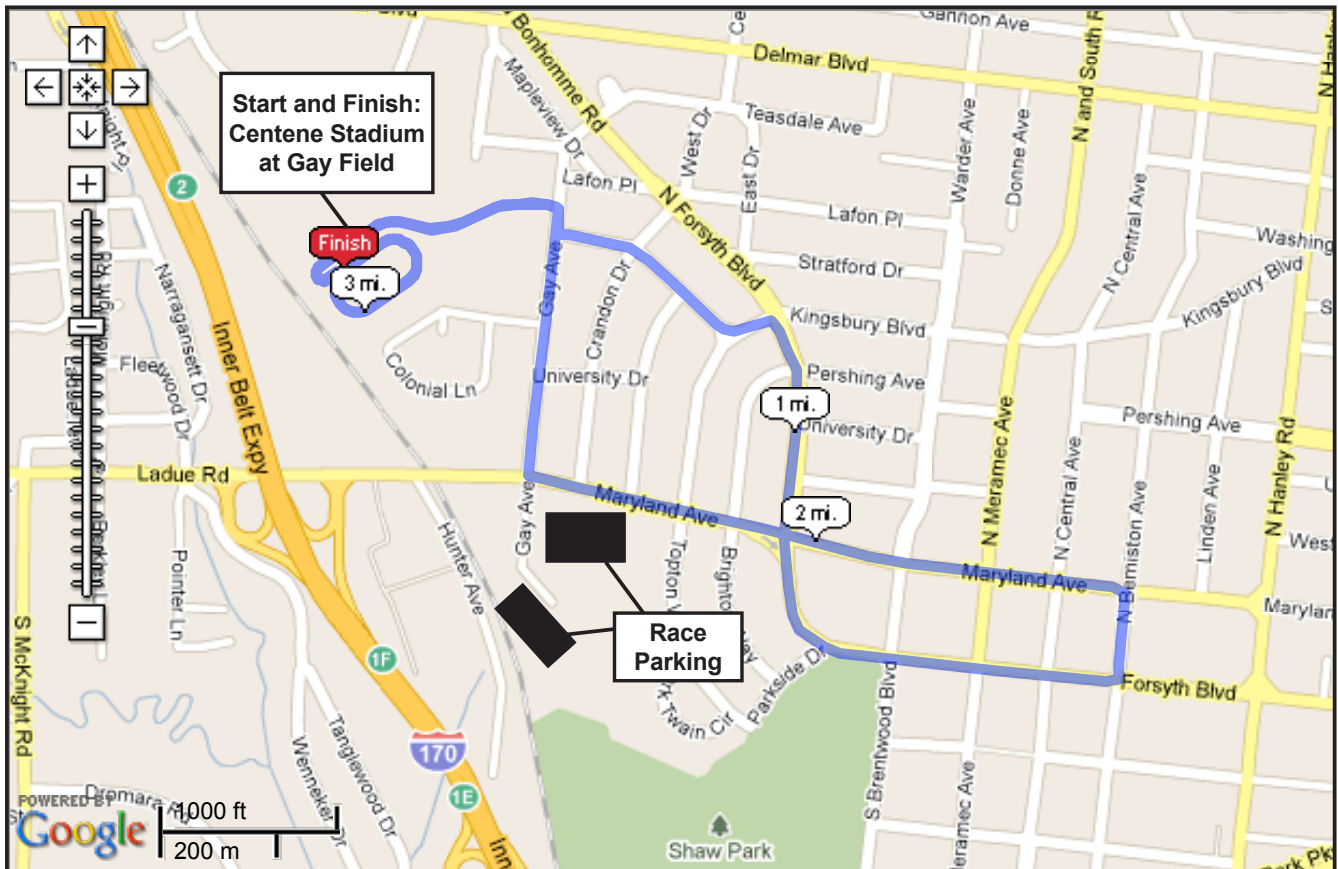 Gannon Ave
Delmar Blvd
N Bonhomme Rd
Mapleview Dr
Teasdale Ave
N and South R
Start and Finish:
Centene Stadium
at Gay Field
West Dr
East Dr
Warder Ave
Donne Ave
2
Lafon Pl
Lafon Pl
N Forsyth Blvd
N Central Ave
Washing
Finish
3 mi.
Gay Ave
Crandon Dr
Stratford Dr
Kingsbury Blvd
Kingsbury Blvd
Narragansett Dr
Inner Belt Expy
Colonial Ln
University Dr
Pershing Ave
1 mi.
University Dr
Pershing Ave
N Meramec Ave
N Hanley Rd
Ladue Rd
Maryland Ave
2 mi.
N Central Ave
N Bemiston Ave
Linden Ave
West
Gay Ave
Hunter Ave
Pointer Ln
Maryland Ave
Marylan
S McKnight Rd
1F
Race
Parking
Parkside Dr
Forsyth Blvd
S Brentwood Blvd
Tanglewood Dr
Wenneker Dr
170
1E
Inn
POWERED BY
Google
1000 ft
200 m
Shaw Park